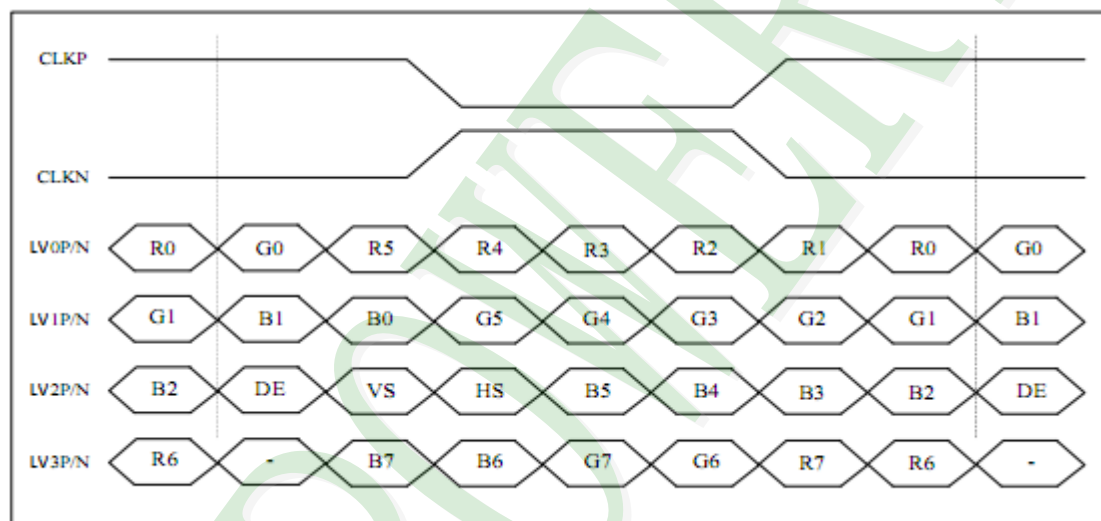 CLKP
CLKN
LV0P/N R0 G0 R5 R4 R3 R2 R1 R0 G0
LV1P/N G1 B1 B0 G5 G4 G3 G2 G1 B1
LV2P/N B2 DE VS HS B5 B4 B3 B2 DE
LV3P/N R6 - B7 B6 G7 G6 R7 R6 -